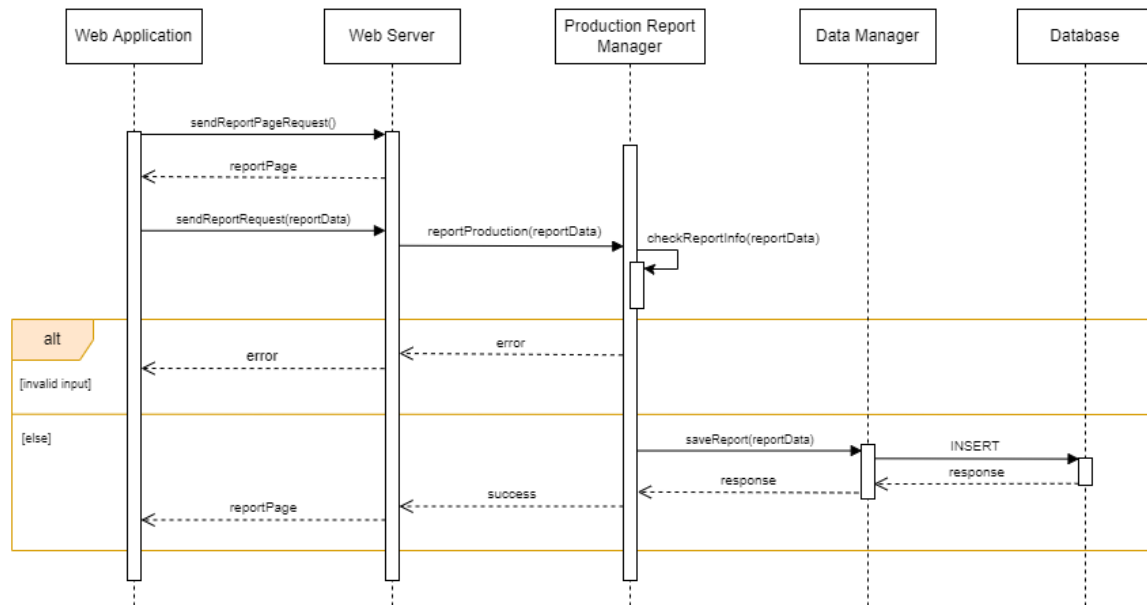 Web Application
Web Server
Production Report
Manager
Data Manager
Database
sendReportPageRequest()
reportPage
sendReportRequest(reportData)
reportProduction(reportData)
checkReportInfo(reportData)
alt
error
error
[invalid input]
[else]
saveReport(reportData)
INSERT
response
response
success
reportPage